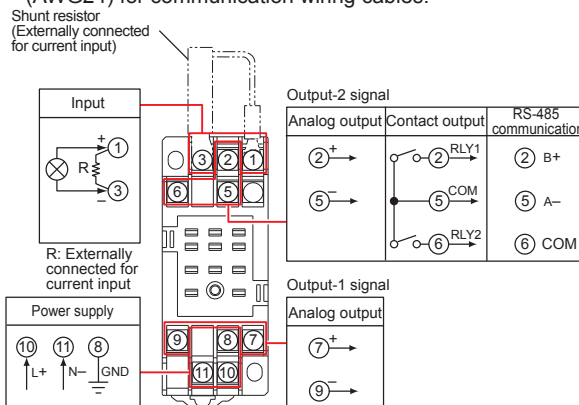 (AWG24) for communication wiring cables.
Shunt resistor
(Externally connected
for current input)
Input
+
1
R
3
–
R: Externally
connected for
current input
Power supply
10 11 8
L+ N– GND
3 2 1
6 5
9 8 7
11 10
Output-2 signal
Analog output Contact output RS-485 communication
2 + 2 RLY1 2 B+
5 – 5 COM 5 A–
6 RLY2 6 COM
Output-1 signal
Analog output
7 +
9 –